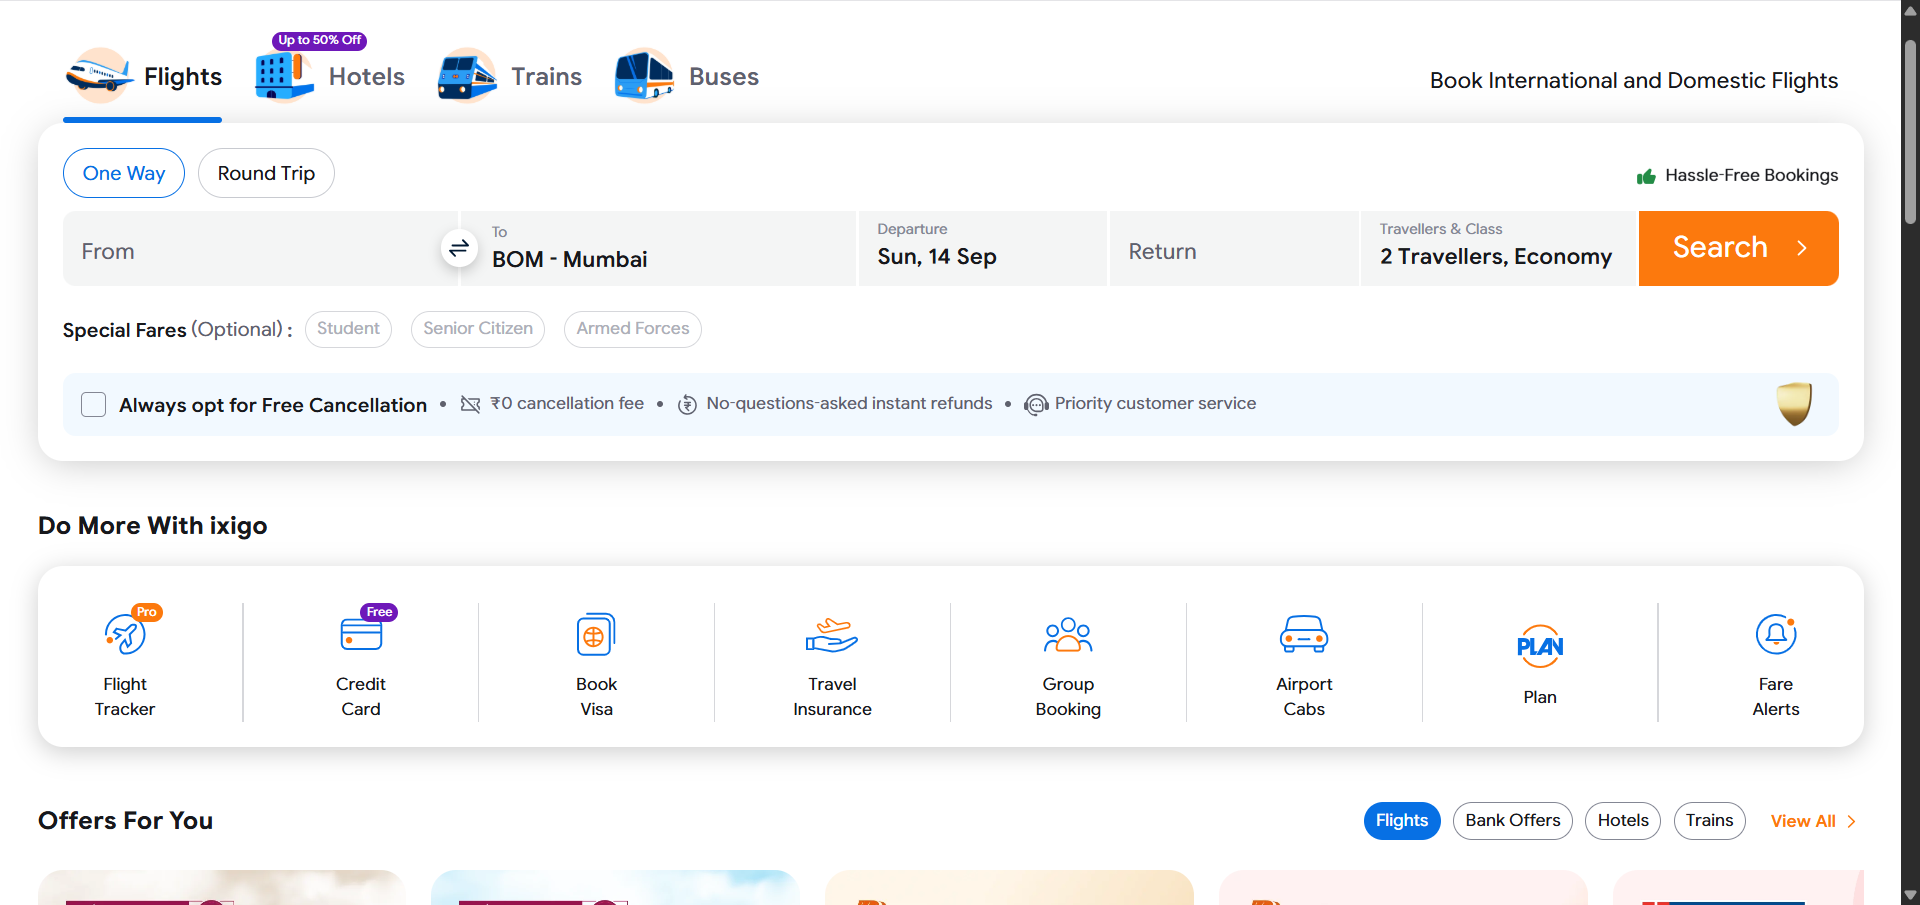 Up to 50% Off
Flights
Hotels
Trains
Buses
Book International and Domestic Flights
One Way
Round Trip
Hassle-Free Bookings
From
To
BOM - Mumbai
Departure
Sun, 14 Sep
Return
Travellers & Class
2 Travellers, Economy
Search
Special Fares (Optional) :
Student
Senior Citizen
Armed Forces
Always opt for Free Cancellation • ₹0 cancellation fee • No-questions-asked instant refunds • Priority customer service
Do More With ixigo
Pro
Flight
Tracker
Free
Credit
Card
Book
Visa
Travel
Insurance
Group
Booking
Airport
Cabs
PLAN
Plan
Fare
Alerts
Offers For You
Flights
Bank Offers
Hotels
Trains
View All